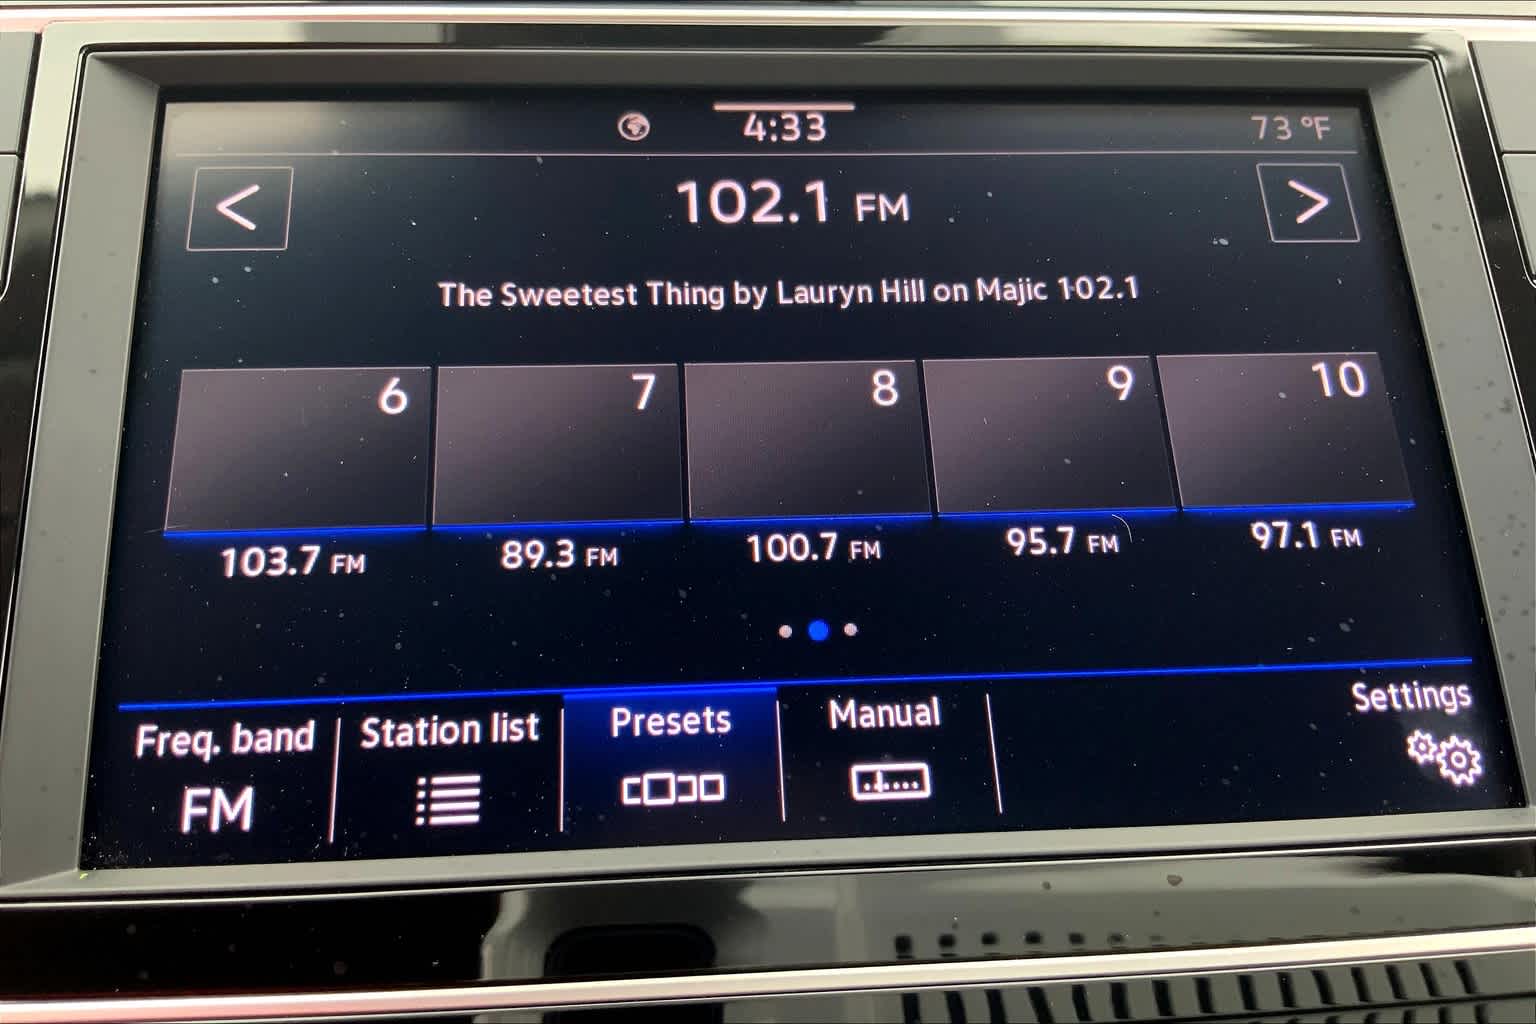 4:33
73 °F
102.1 FM
The Sweetest Thing by Lauryn Hill on Majic 102.1
6 7 8 9 10
103.7 FM 89.3 FM 100.7 FM 95.7 FM 97.1 FM
Freq. band Station list Presets Manual Settings
FM